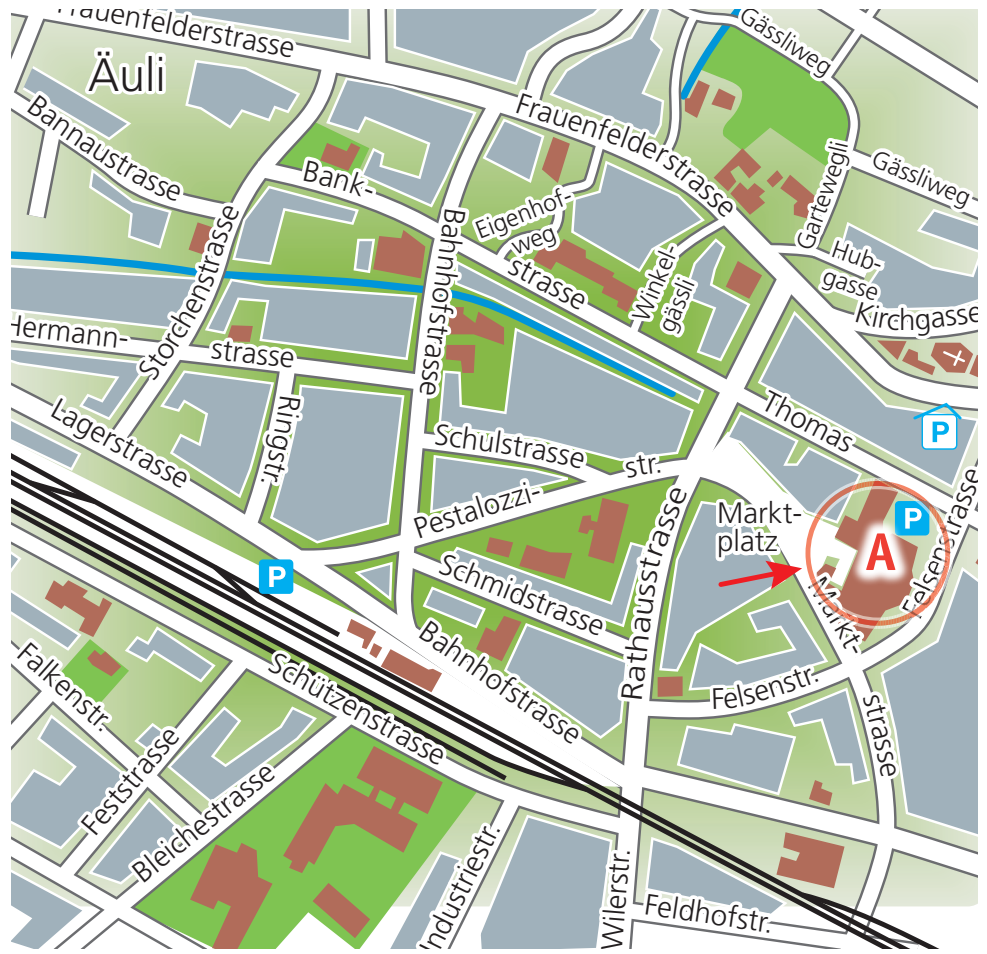 Frauenfelderstrasse
Gässliweg
Äuli
Bannaustrasse
Frauenfelderstrasse
Bank-
strasse
Gässliweg
Gartewegli
Eigenhof-
weg
Winkel-
gässli
Hub-
gasse
Kirchgasse
Storchenstrasse
Bahnhofstrasse
Hermann-
strasse
Lagerstrasse
Ringstr.
Schulstrasse
Pestalozzi-
str.
Thomas
P
Markt-
platz
P
A
Felsenstrasse
Rathausstrasse
P
Schmidstrasse
Markt-
strasse
Bahnhofstrasse
Felsenstr.
Schützenstrasse
Falkenstr.
Feststrasse
Bleichestrasse
Industriestr.
Wilerstr.
Feldhofstr.